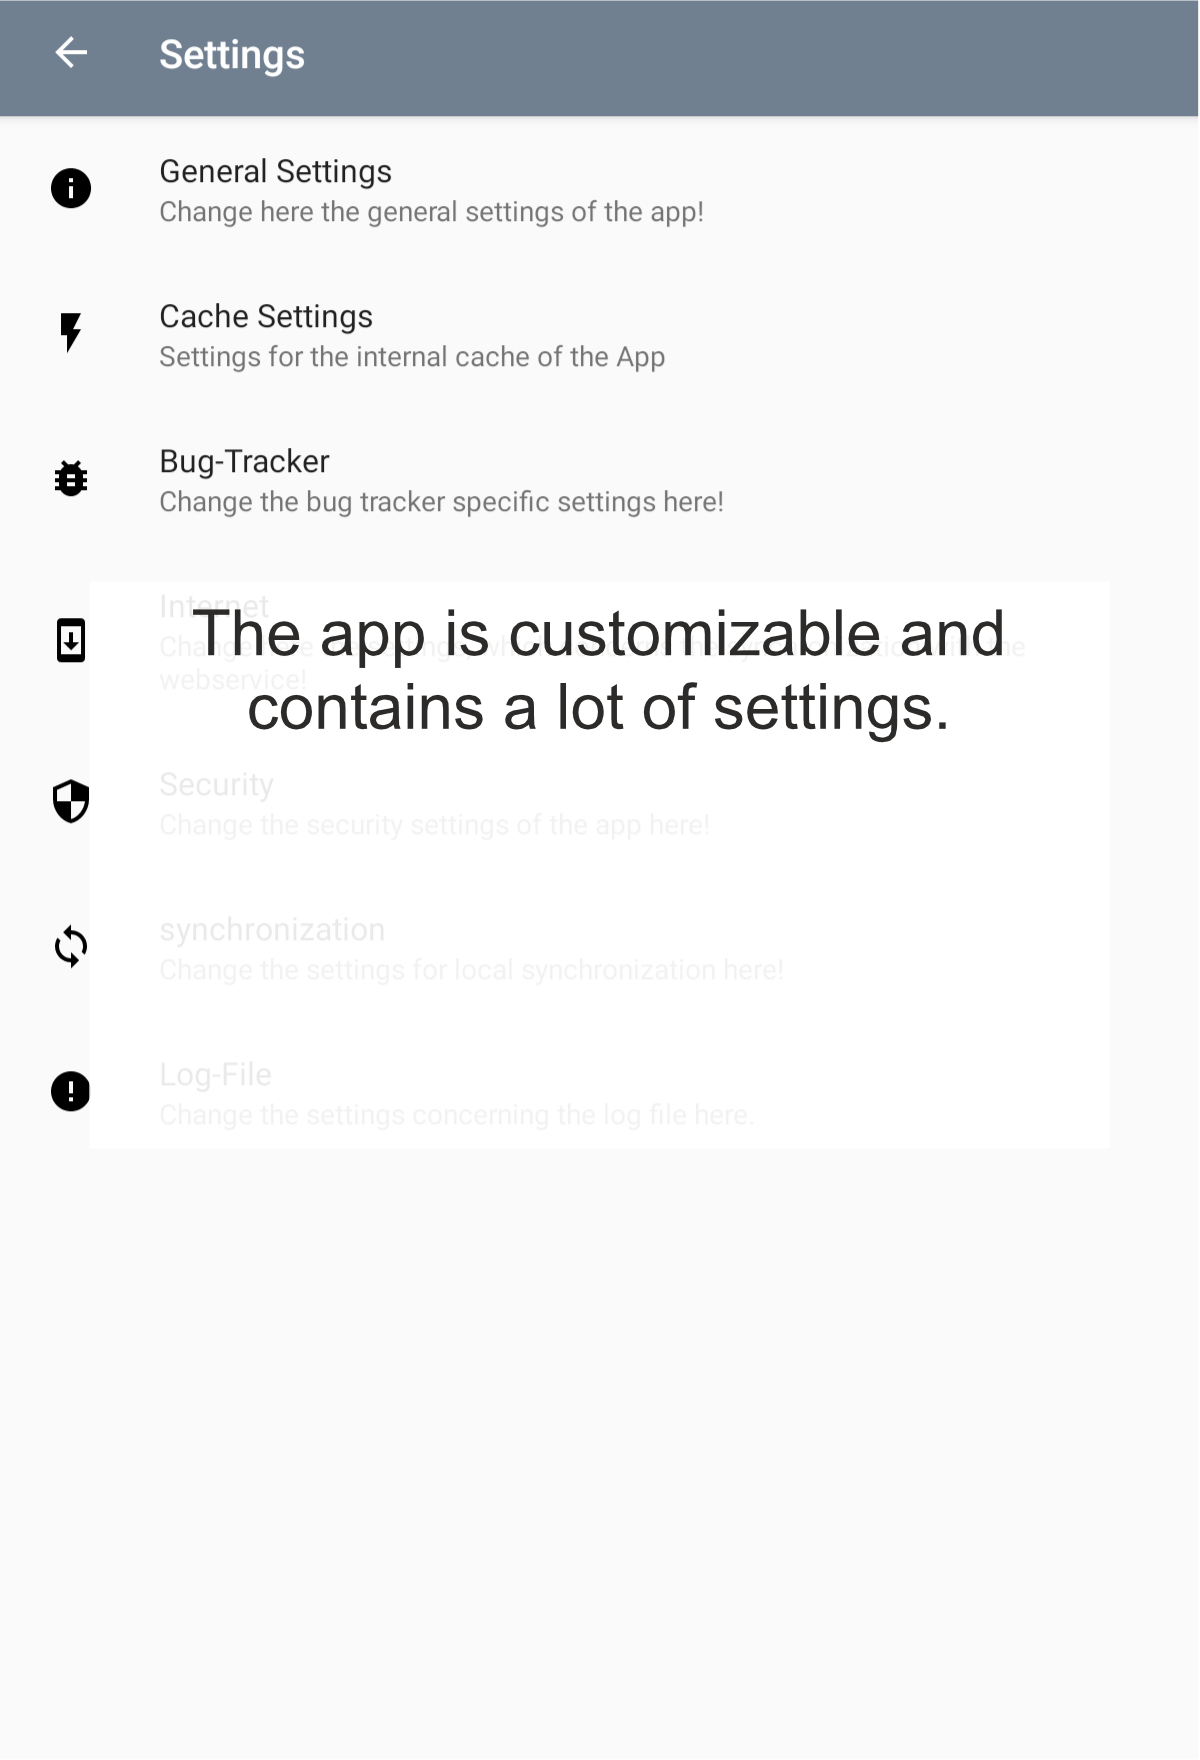 Settings
General Settings
Change here the general settings of the app!
Cache Settings
Settings for the internal cache of the App
Bug-Tracker
Change the bug tracker specific settings here!
Internet
The app is customizable and
webservice!
contains a lot of settings.
Security
Change the security settings of the app here!
synchronization
Change the settings for local synchronization here!
Log-File
Change the settings concerning the log file here.